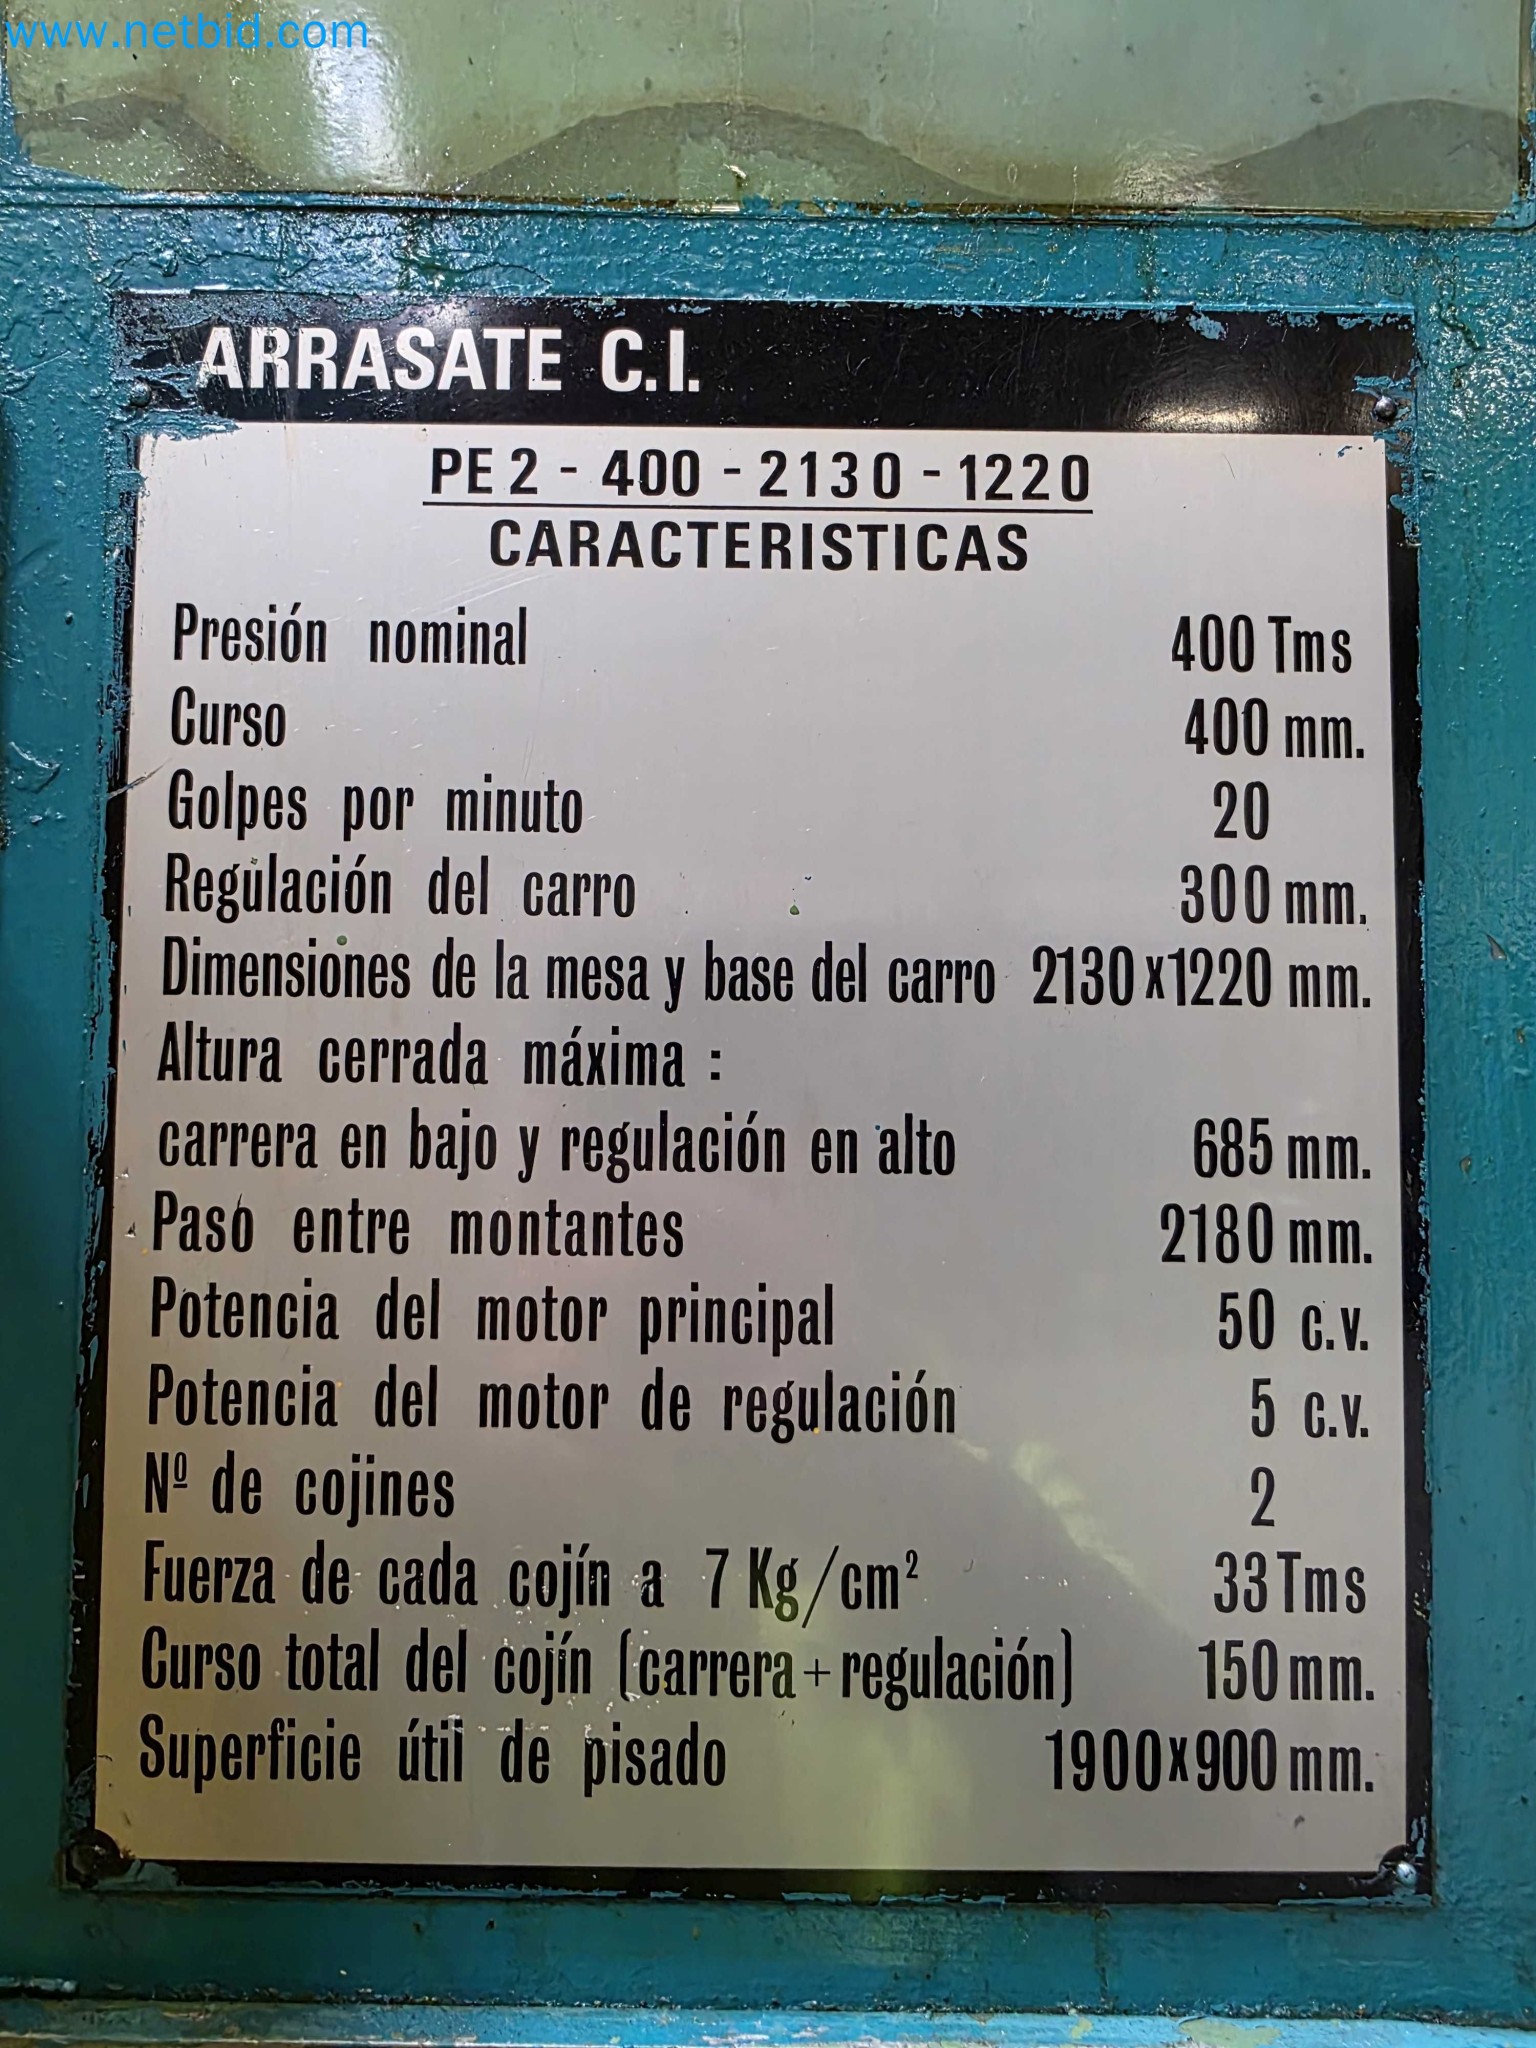 www.netbid.com
ARRASATE C.I.
PE2 - 400 - 2130 - 1220
CARACTERISTICAS
Presión nominal 400 Tms
Curso 400 mm.
Golpes por minuto 20
Regulación del carro 300 mm.
Dimensiones de la mesa y base del carro 2130x1220 mm.
Altura cerrada máxima :
carrera en bajo y regulación en alto 685 mm.
Paso entre montantes 2180 mm.
Potencia del motor principal 50 c.v.
Potencia del motor de regulación 5 c.v.
Nº de cojines 2
Fuerza de cada cojín a 7 Kg/cm² 33 Tms
Curso total del cojín (carrera + regulación) 150 mm.
Superficie útil de pisado 1900x900 mm.